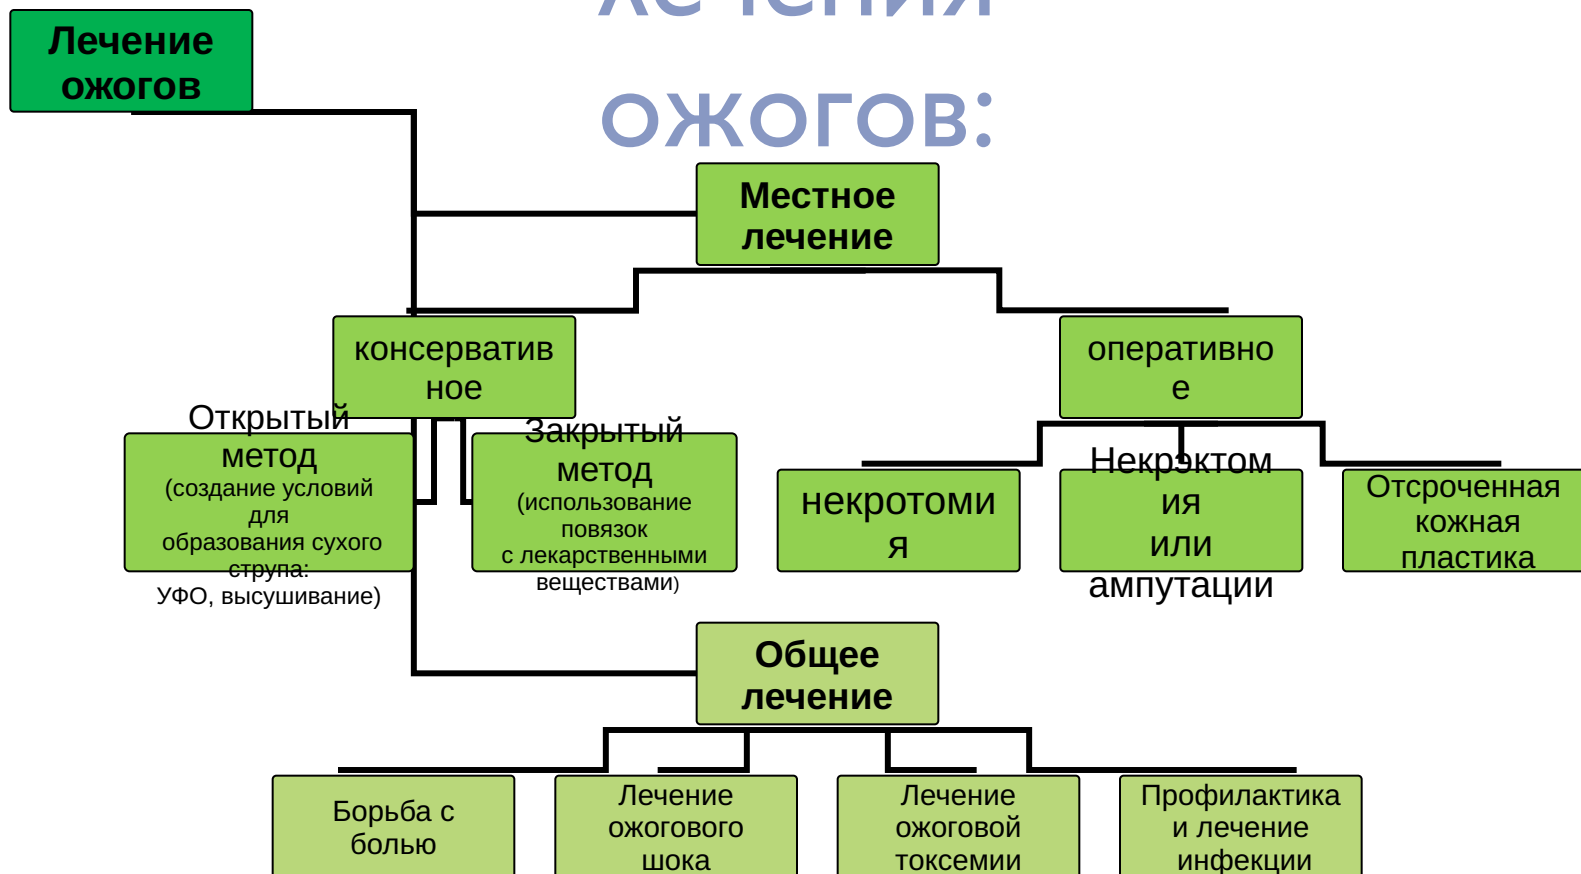 лечения
ожогов:
Лечение
ожогов
Местное
лечение
консерватив
ное
оперативно
е
Открытый
метод
(создание условий
для
образования сухого
струпа:
УФО, высушивание)
Закрытый
метод
(использование
повязок
с лекарственными
веществами)
некротоми
я
Некрэктом
ия
или
ампутации
Отсроченная
кожная
пластика
Общее
лечение
Борьба с
болью
Лечение
ожогового
шока
Лечение
ожоговой
токсемии
Профилактика
и лечение
инфекции